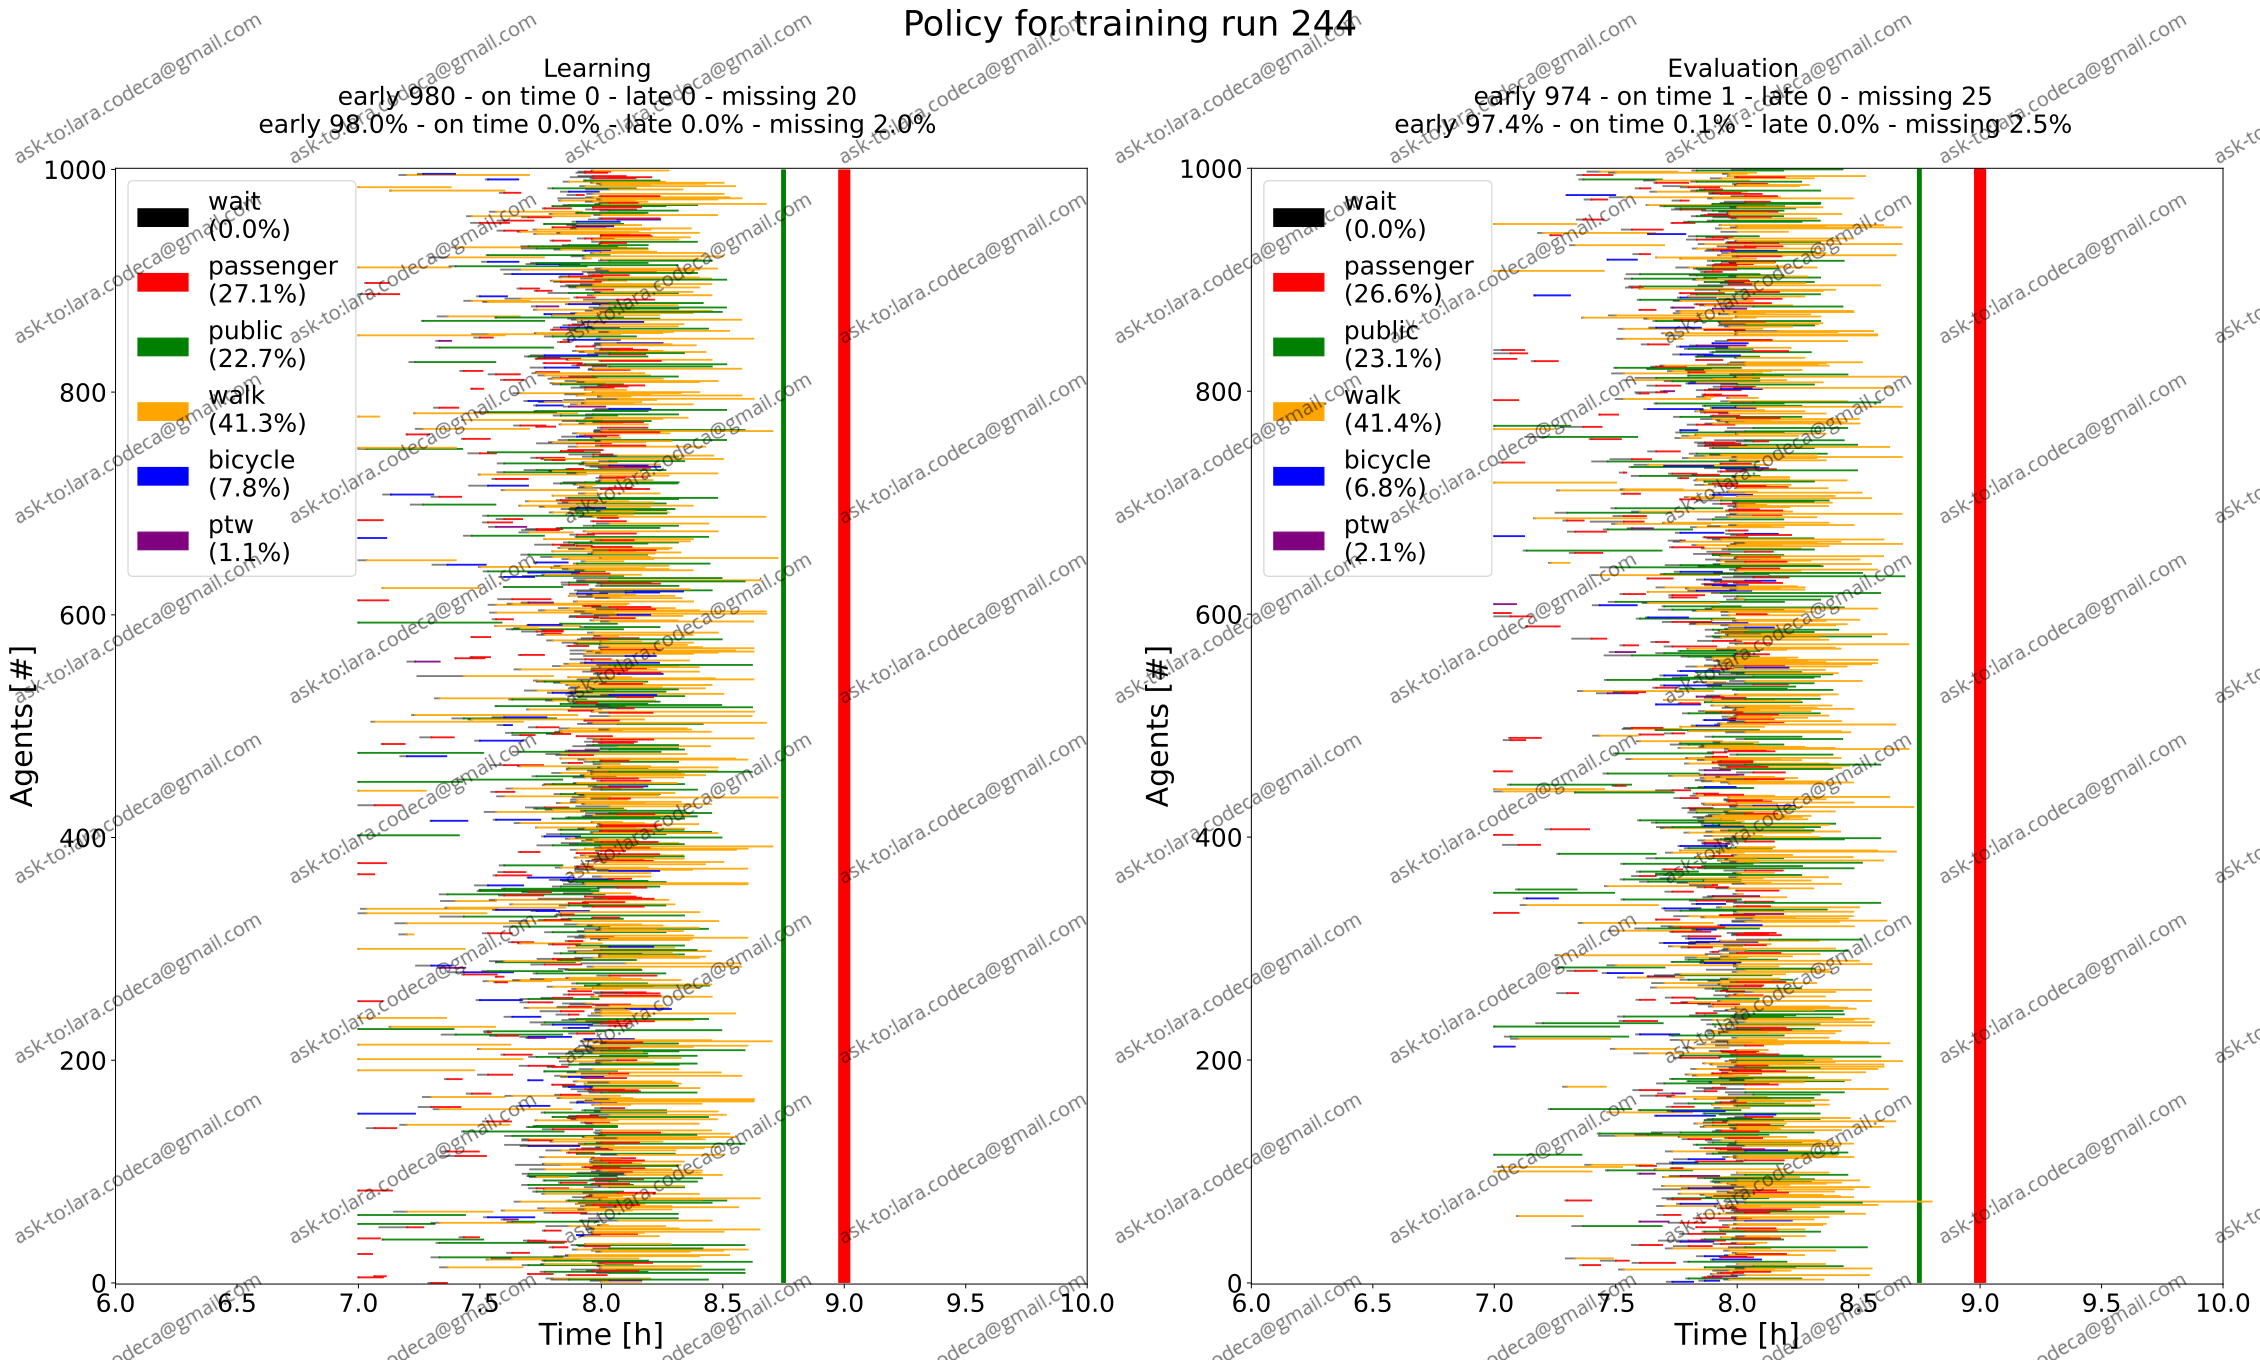 Policy for training run 244
Learning
early 980 - on time 0 - late 0 - missing 20
early 98.0% - on time 0.0% - late 0.0% - missing 2.0%
1000
800
600
400
200
0
Agents [#]
wait
(0.0%)
passenger
(27.1%)
public
(22.7%)
walk
(41.3%)
bicycle
(7.8%)
ptw
(1.1%)
6.0 6.5 7.0 7.5 8.0 8.5 9.0 9.5 10.0
Time [h]
Evaluation
early 974 - on time 1 - late 0 - missing 25
early 97.4% - on time 0.1% - late 0.0% - missing 2.5%
1000
800
600
400
200
0
Agents [#]
wait
(0.0%)
passenger
(26.6%)
public
(23.1%)
walk
(41.4%)
bicycle
(6.8%)
ptw
(2.1%)
6.0 6.5 7.0 7.5 8.0 8.5 9.0 9.5 10.0
Time [h]
ask-to:lara.codeca@gmail.com